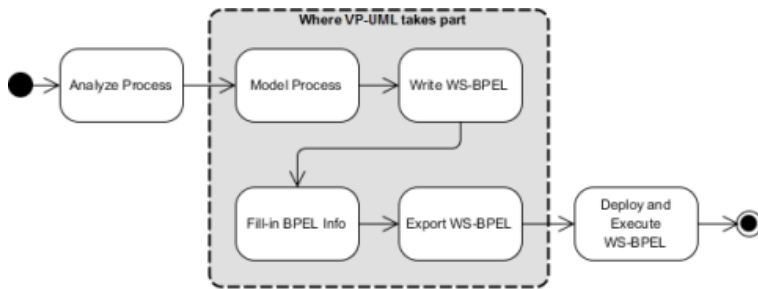 Where VP-UML takes part
Analyze Process
Model Process
Write WS-BPEL
Fill-in BPEL Info
Export WS-BPEL
Deploy and
Execute
WS-BPEL